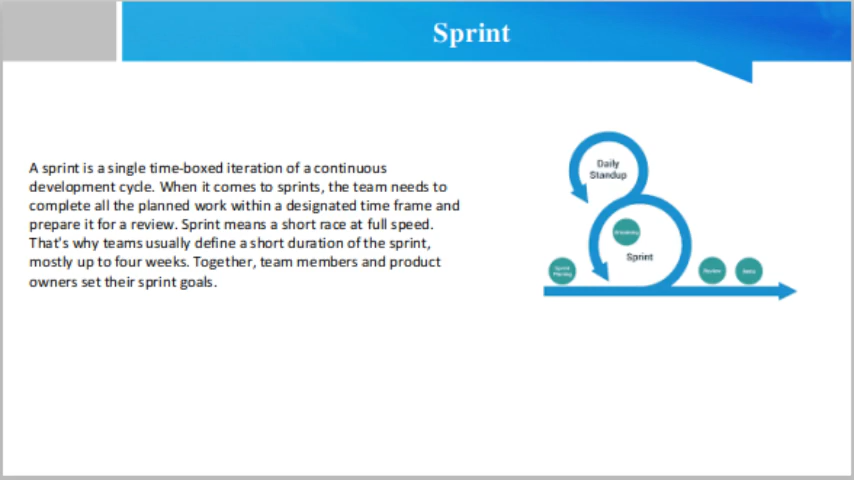 Sprint
A sprint is a single time-boxed iteration of a continuous
development cycle. When it comes to sprints, the team needs to
complete all the planned work within a designated time frame and
prepare it for a review. Sprint means a short race at full speed.
That's why teams usually define a short duration of the sprint,
mostly up to four weeks. Together, team members and product
owners set their sprint goals.
Daily
Standup
Sprint
Sprint
Planning
Review